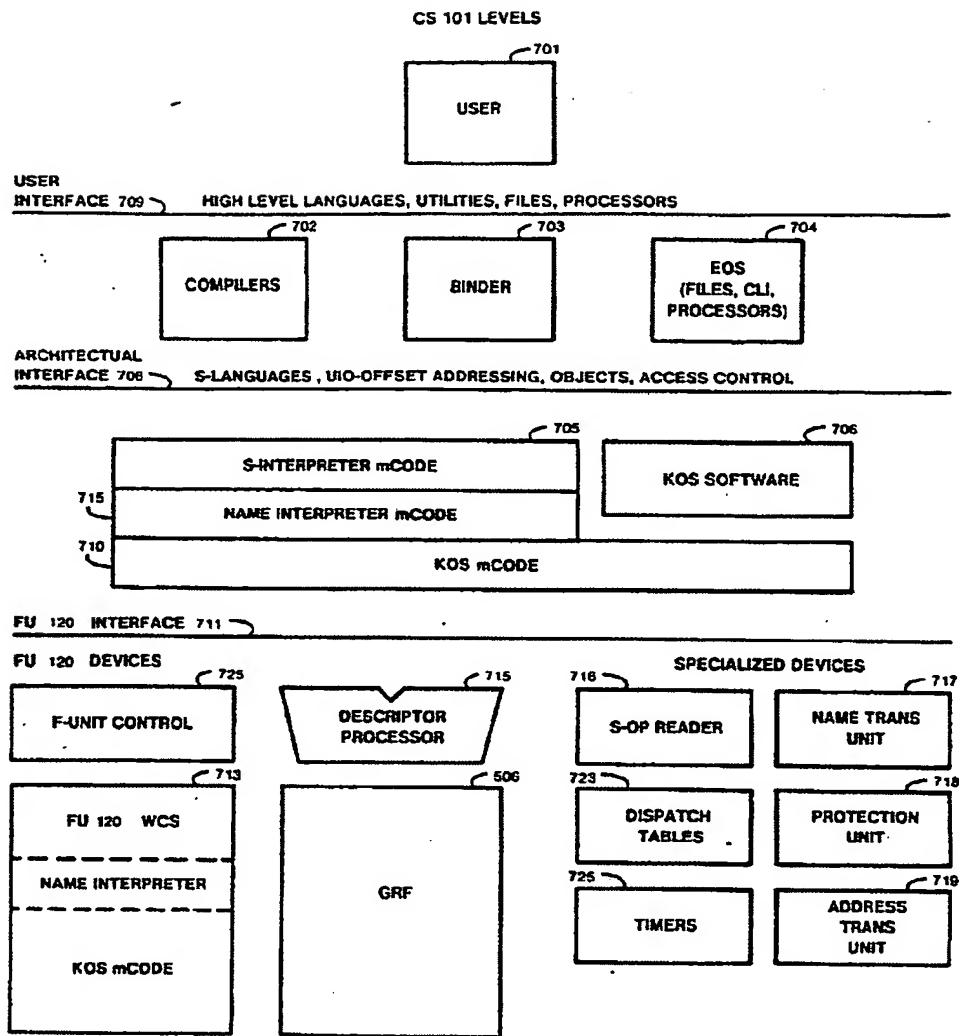 CS 101 LEVELS
701
USER
USER
INTERFACE 709
HIGH LEVEL LANGUAGES, UTILITIES, FILES, PROCESSORS
702
COMPILERS
703
BINDER
704
EOS
(FILES, CLI,
PROCESSORS)
ARCHITECTUAL
INTERFACE 708
S-LANGUAGES, UIO-OFFSET ADDRESSING, OBJECTS, ACCESS CONTROL
705
S-INTERPRETER mCODE
706
KOS SOFTWARE
715
NAME INTERPRETER mCODE
710
KOS mCODE
FU 120 INTERFACE 711
FU 120 DEVICES
SPECIALIZED DEVICES
725
F-UNIT CONTROL
715
DESCRIPTOR
PROCESSOR
716
S-OP READER
717
NAME TRANS
UNIT
713
FU 120 WCS
NAME INTERPRETER
KOS mCODE
506
GRF
723
DISPATCH
TABLES
718
PROTECTION
UNIT
725
TIMERS
719
ADDRESS
TRANS
UNIT